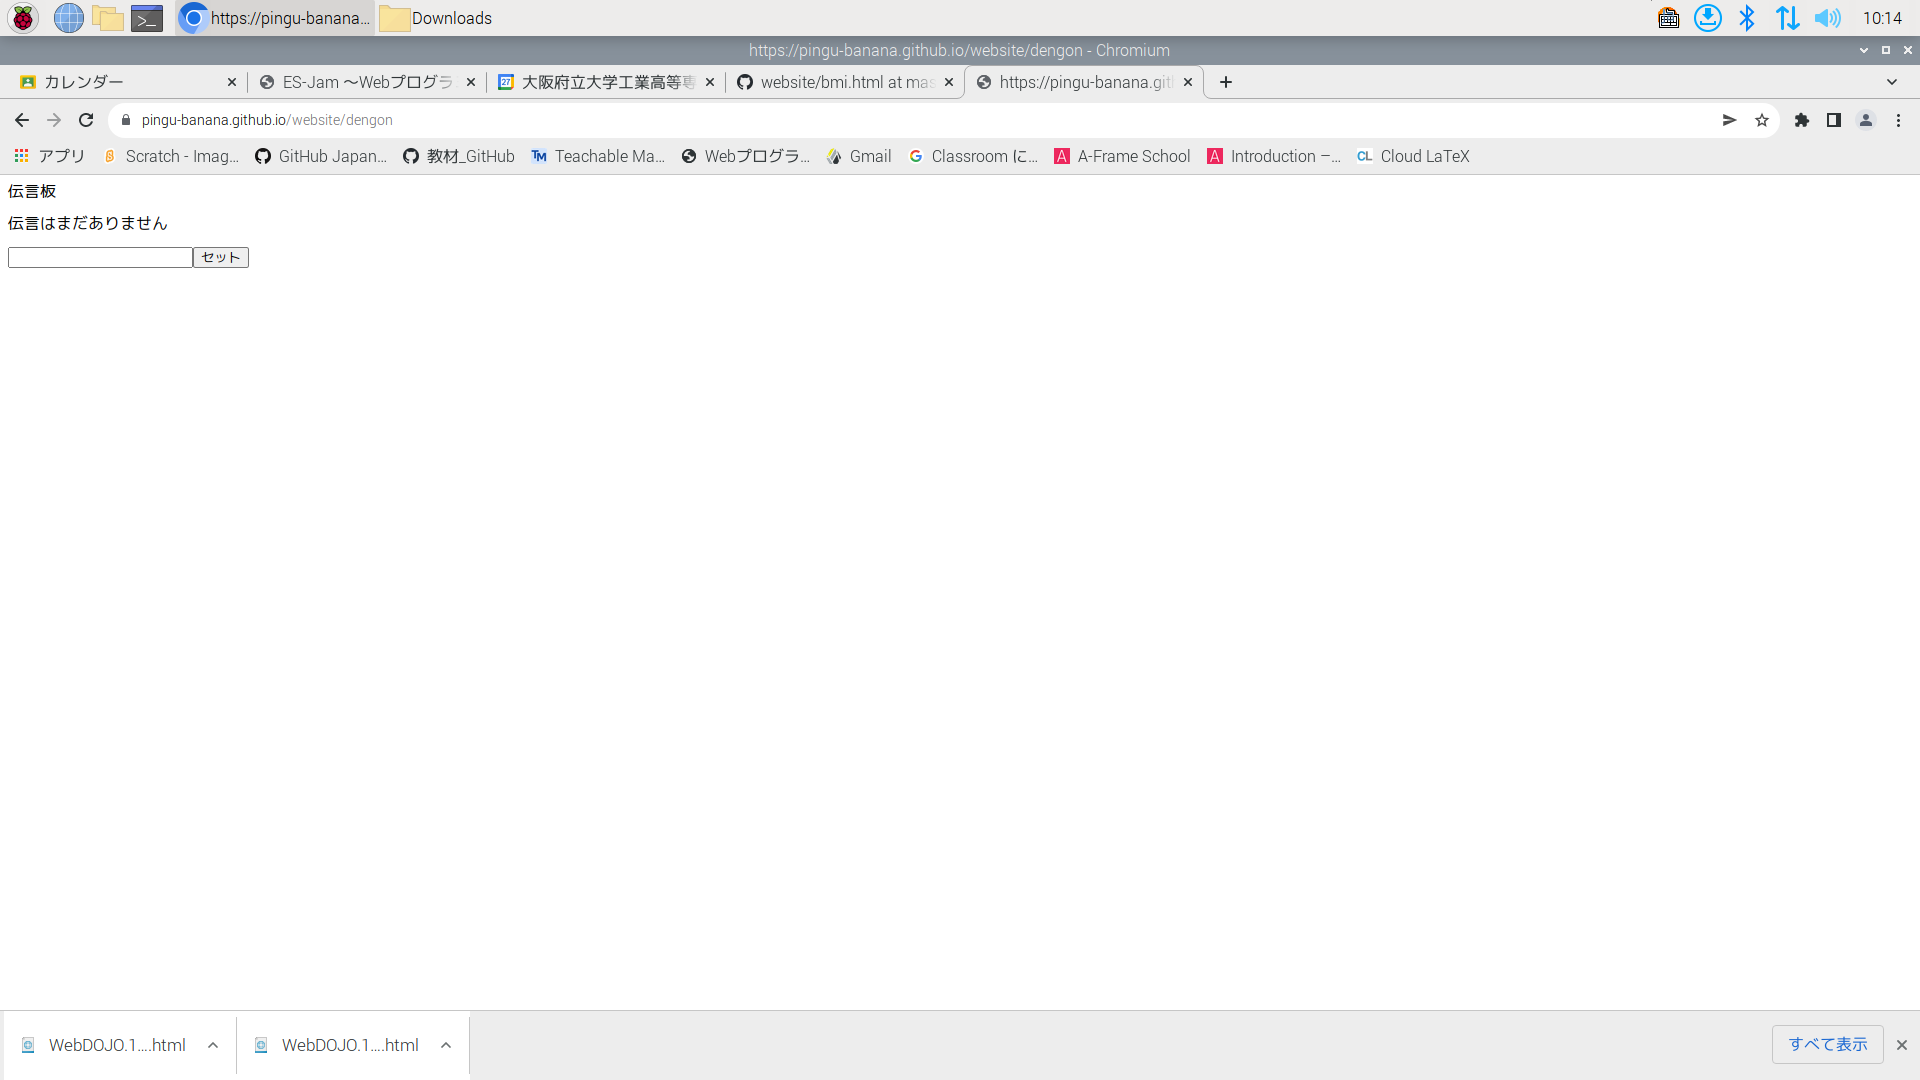 https://pingu-banana...
Downloads
10:14
https://pingu-banana.github.io/website/dengon - Chromium
カレンダー
ES-Jam ～Webプログラ
大阪府立大学工業高等専
website/bmi.html at mas
https://pingu-banana.gitl
pingu-banana.github.io/website/dengon
アプリ
Scratch - Imag...
GitHub Japan...
教材_GitHub
Teachable Ma...
Webプログラ...
Gmail
Classroom に...
A-Frame School
Introduction –...
Cloud LaTeX
伝言板
伝言はまだありません
セット
WebDOJO.1....html
WebDOJO.1....html
すべて表示